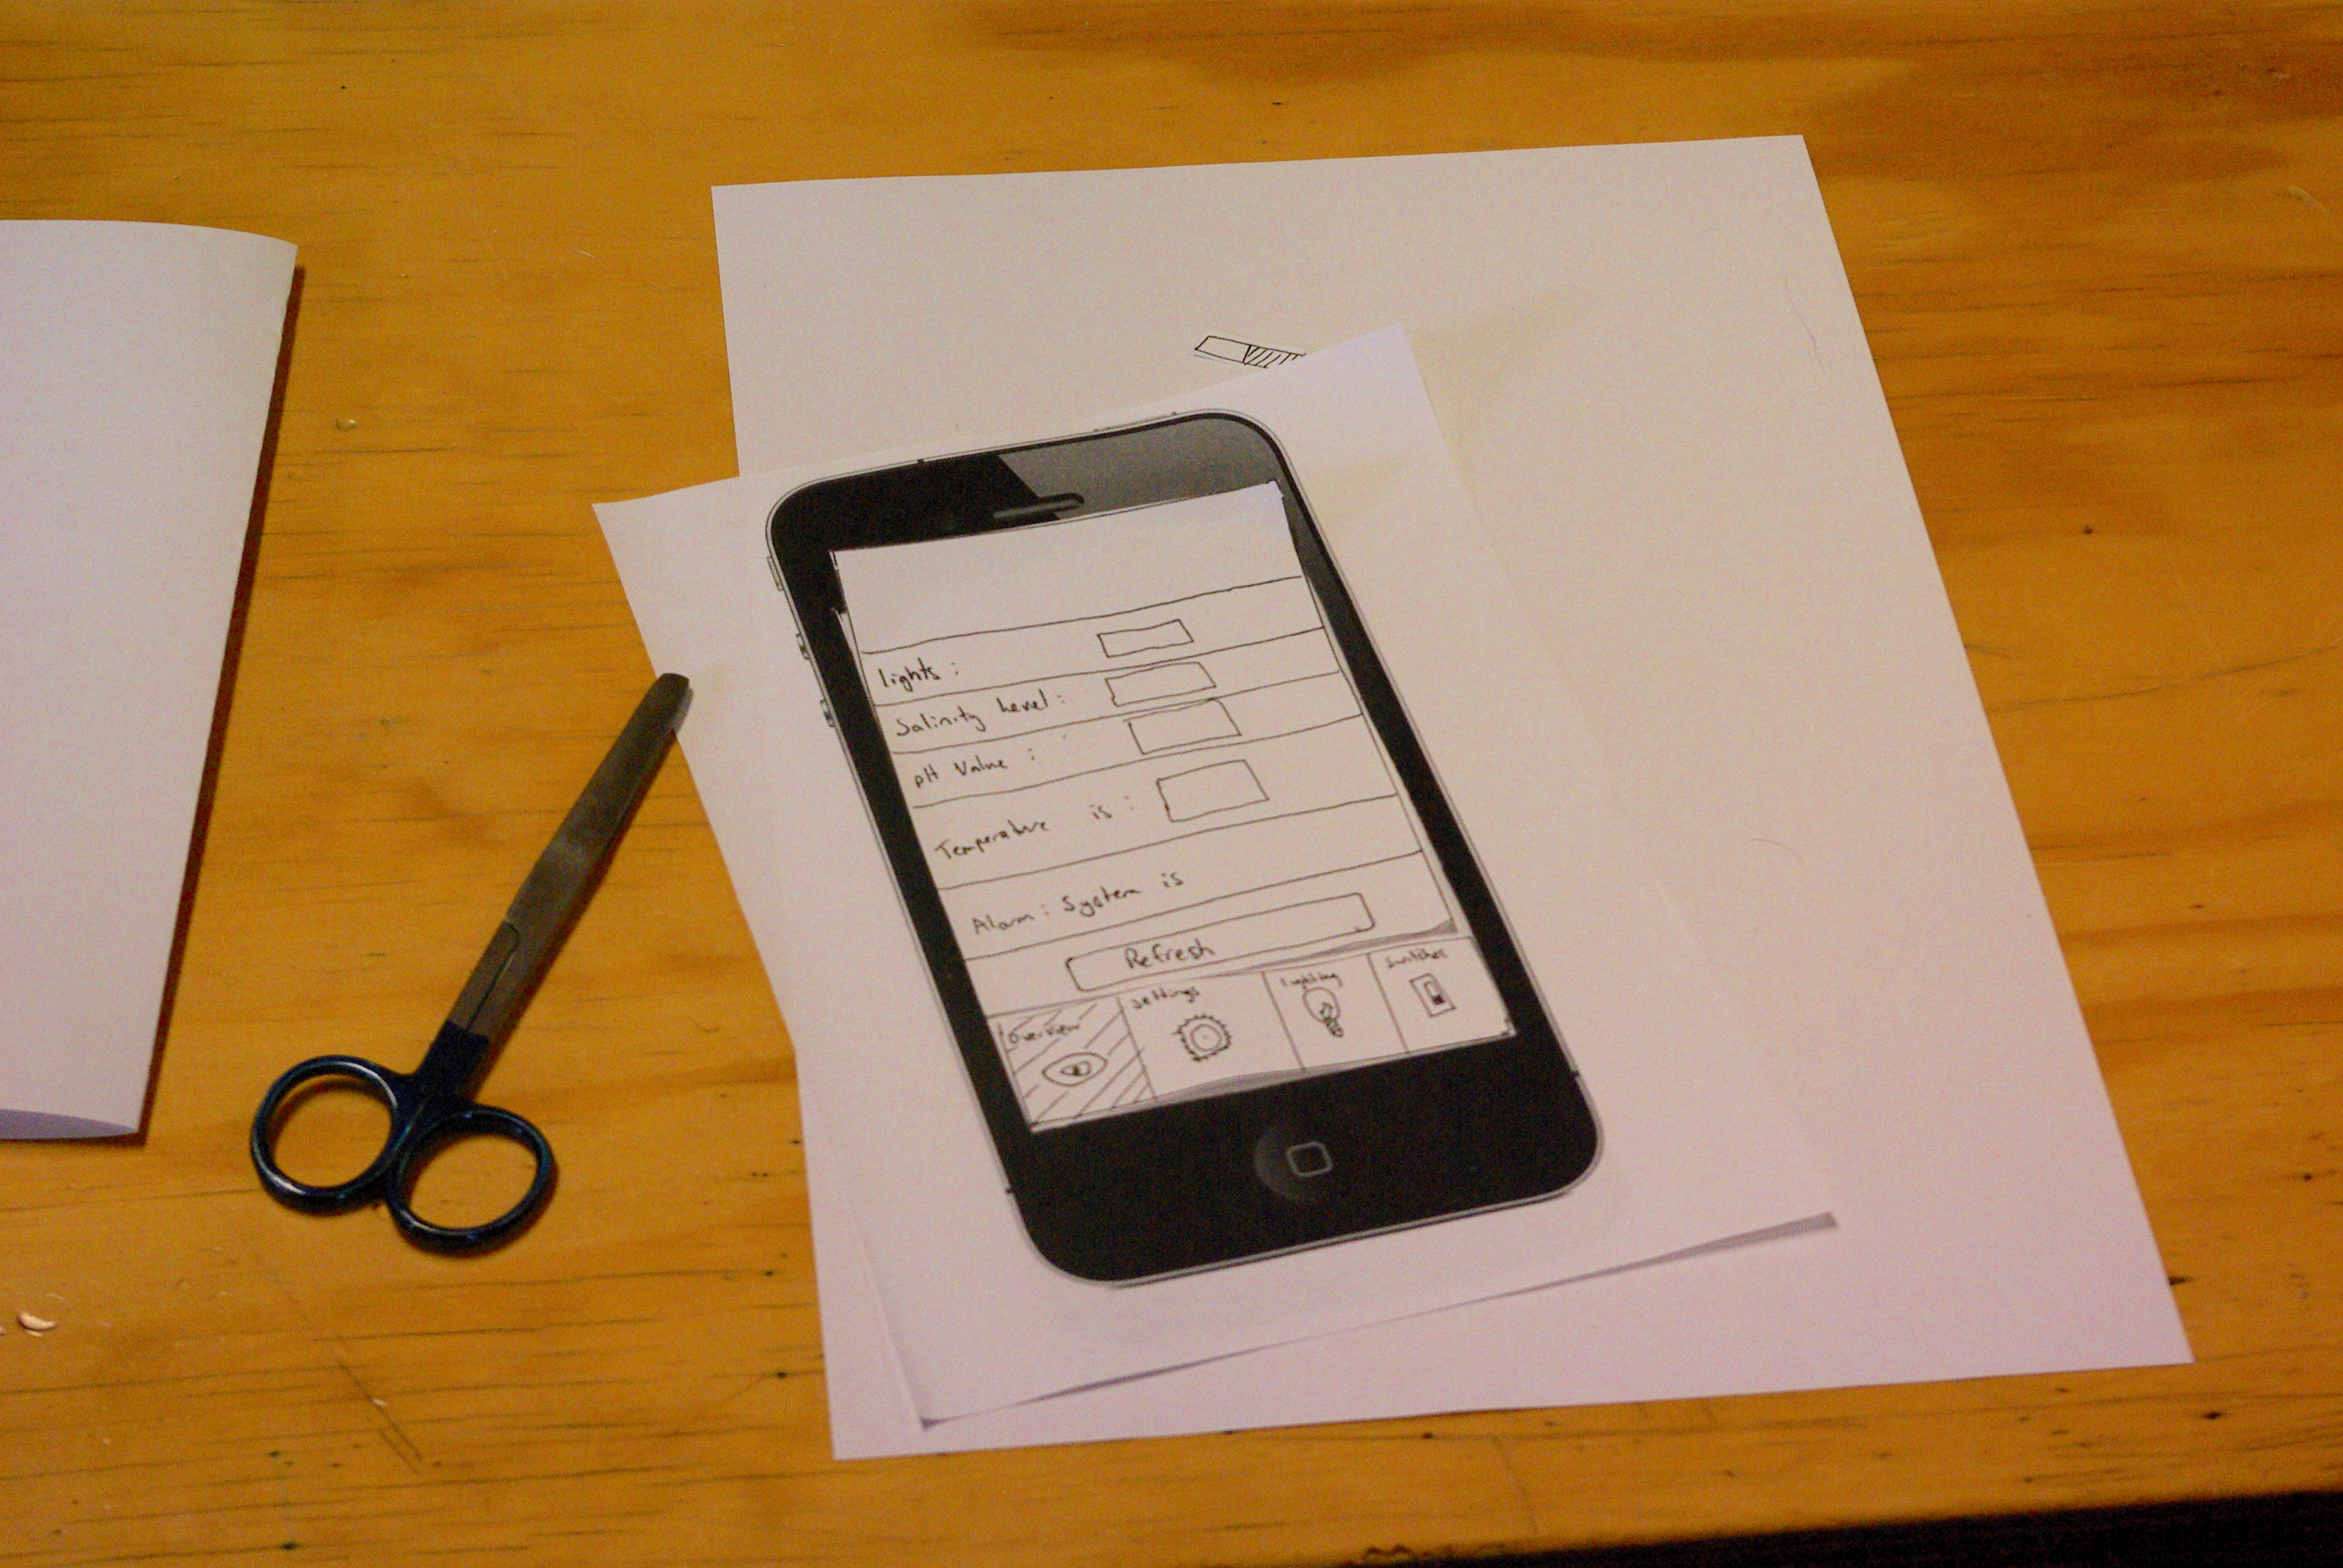 lights :
Salinity Level :
pH Value :
Temperature is :
Alarm : System is
Refresh
Overview
Settings
lighting
Switches